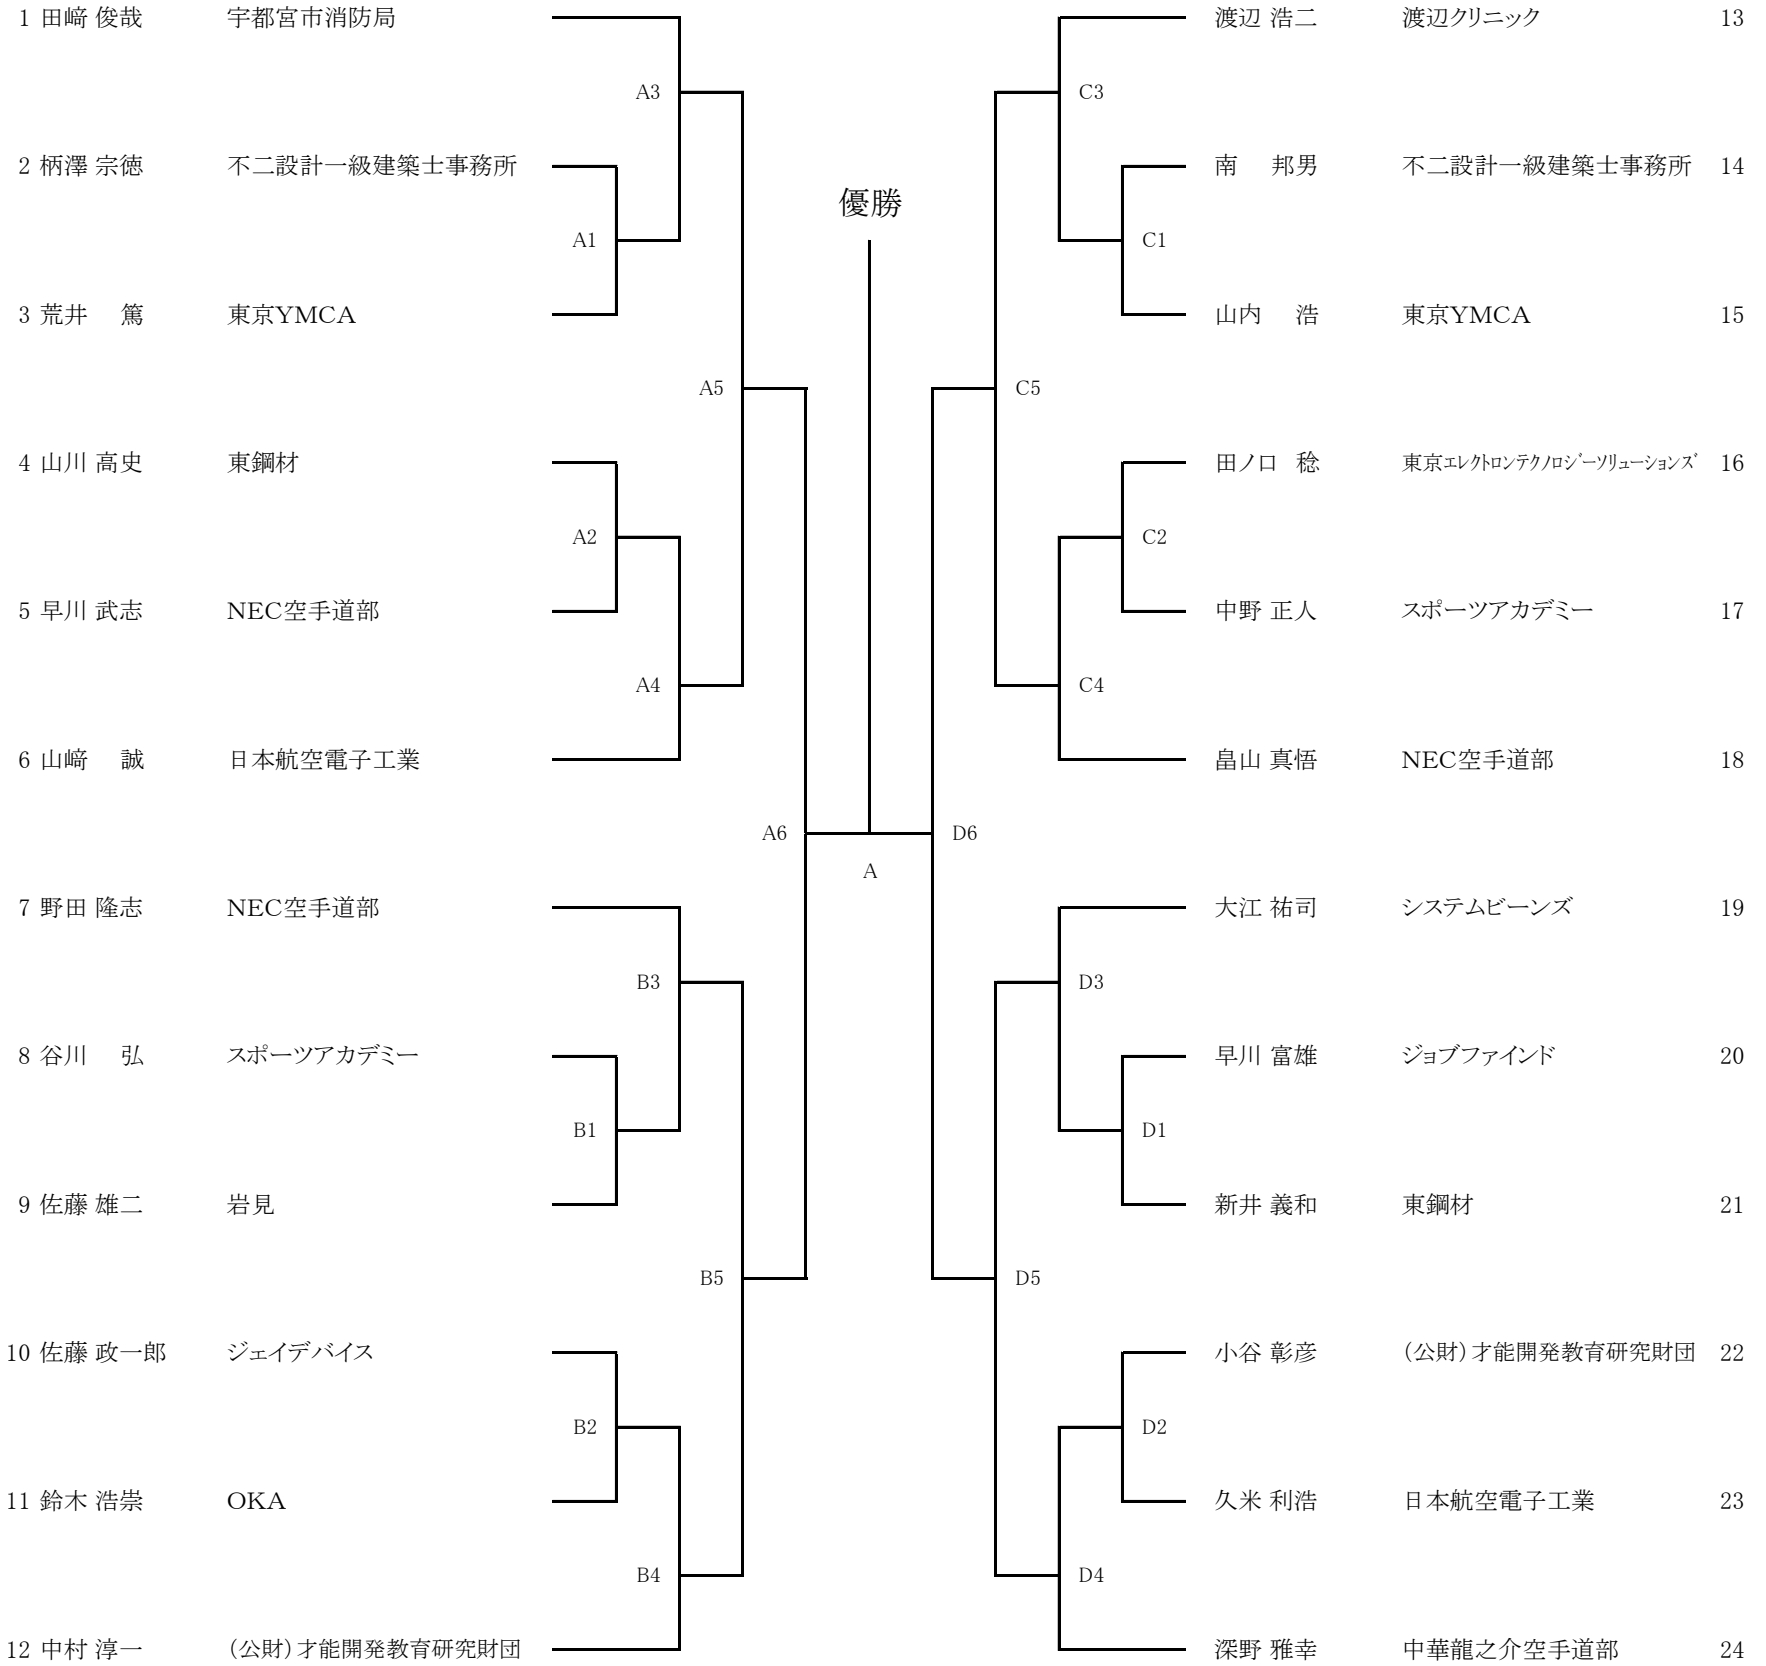 1 田﨑 俊哉 宇都宮市消防局 渡辺 浩二 渡辺クリニック 13
A3 C3
2 柄澤 宗徳 不二設計一級建築士事務所 南 邦男 不二設計一級建築士事務所 14
優勝
A1 C1
3 荒井 篤 東京YMCA 山内 浩 東京YMCA 15
A5 C5
4 山川 高史 東鋼材 田ノ口 稔 東京エレクトロンテクノロジーソリューションズ 16
A2 C2
5 早川 武志 NEC空手道部 中野 正人 スポーツアカデミー 17
A4 C4
6 山﨑 誠 日本航空電子工業 畠山 真悟 NEC空手道部 18
A6 D6
A
7 野田 隆志 NEC空手道部 大江 祐司 システムビーンズ 19
B3 D3
8 谷川 弘 スポーツアカデミー 早川 富雄 ジョブファインド 20
B1 D1
9 佐藤 雄二 岩見 新井 義和 東鋼材 21
B5 D5
10 佐藤 政一郎 ジェイデバイス 小谷 彰彦 (公財)才能開発教育研究財団 22
B2 D2
11 鈴木 浩崇 OKA 久米 利浩 日本航空電子工業 23
B4 D4
12 中村 淳一 (公財)才能開発教育研究財団 深野 雅幸 中華龍之介空手道部 24